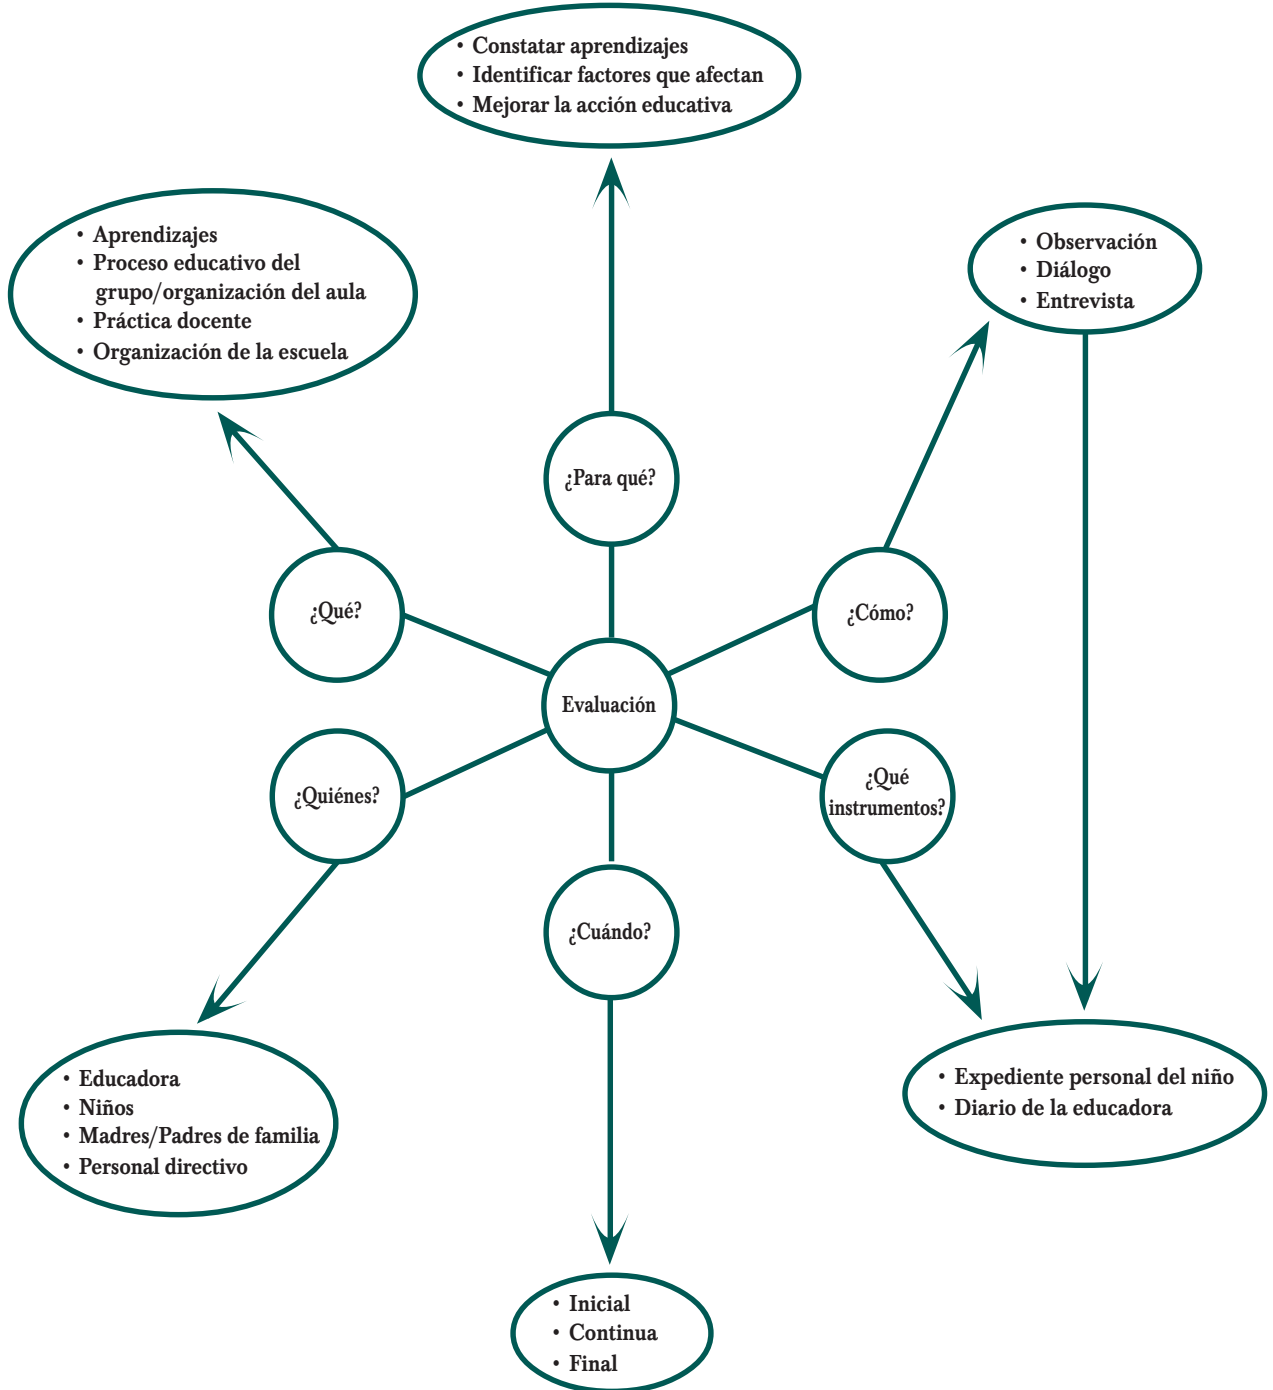 • Constatar aprendizajes
• Identificar factores que afectan
• Mejorar la acción educativa
• Aprendizajes
• Proceso educativo del
grupo/organización del aula
• Práctica docente
• Organización de la escuela
• Observación
• Diálogo
• Entrevista
¿Para qué?
¿Qué?
¿Cómo?
Evaluación
¿Quiénes?
¿Qué
instrumentos?
¿Cuándo?
• Educadora
• Niños
• Madres/Padres de familia
• Personal directivo
• Expediente personal del niño
• Diario de la educadora
• Inicial
• Continua
• Final